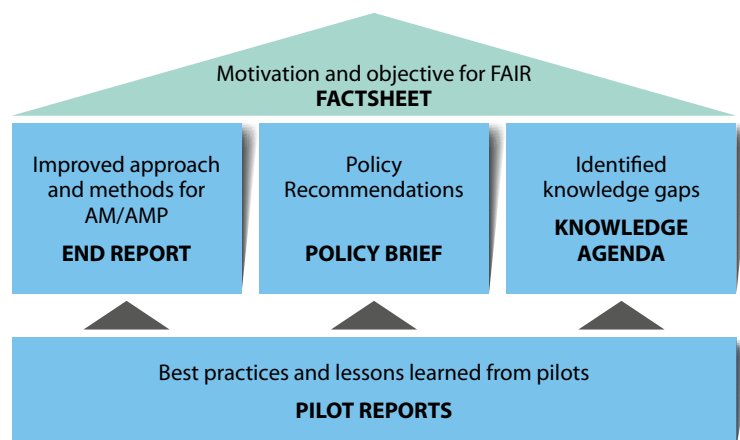 Motivation and objective for FAIR
FACTSHEET
Improved approach
and methods for
AM/AMP
END REPORT
Policy
Recommendations
POLICY BRIEF
Identified
knowledge gaps
KNOWLEDGE
AGENDA
Best practices and lessons learned from pilots
PILOT REPORTS